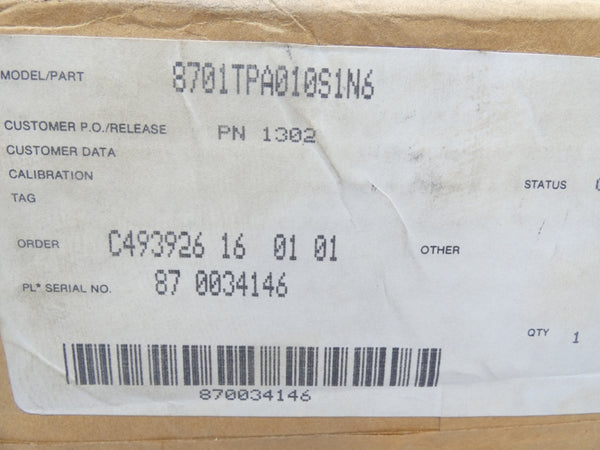 MODEL/PART 8701TPA010S1N6
CUSTOMER P.O./RELEASE PN 1302
CUSTOMER DATA
CALIBRATION
STATUS
TAG
ORDER C493926 16 01 01 OTHER
PL* SERIAL NO. 87 0034146
QTY 1
870034146